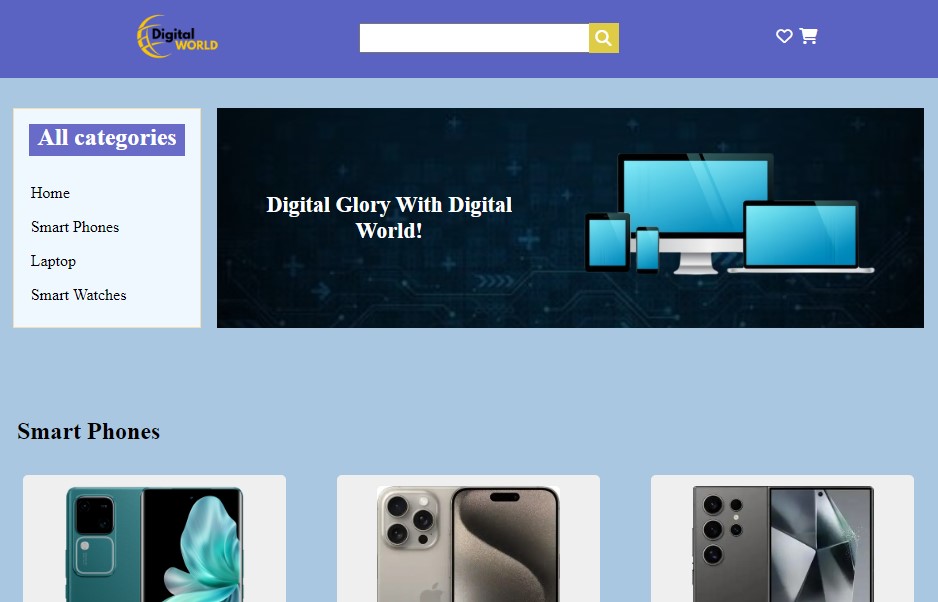 Digital
WORLD
All categories
Home
Smart Phones
Laptop
Smart Watches
Digital Glory With Digital
World!
Smart Phones